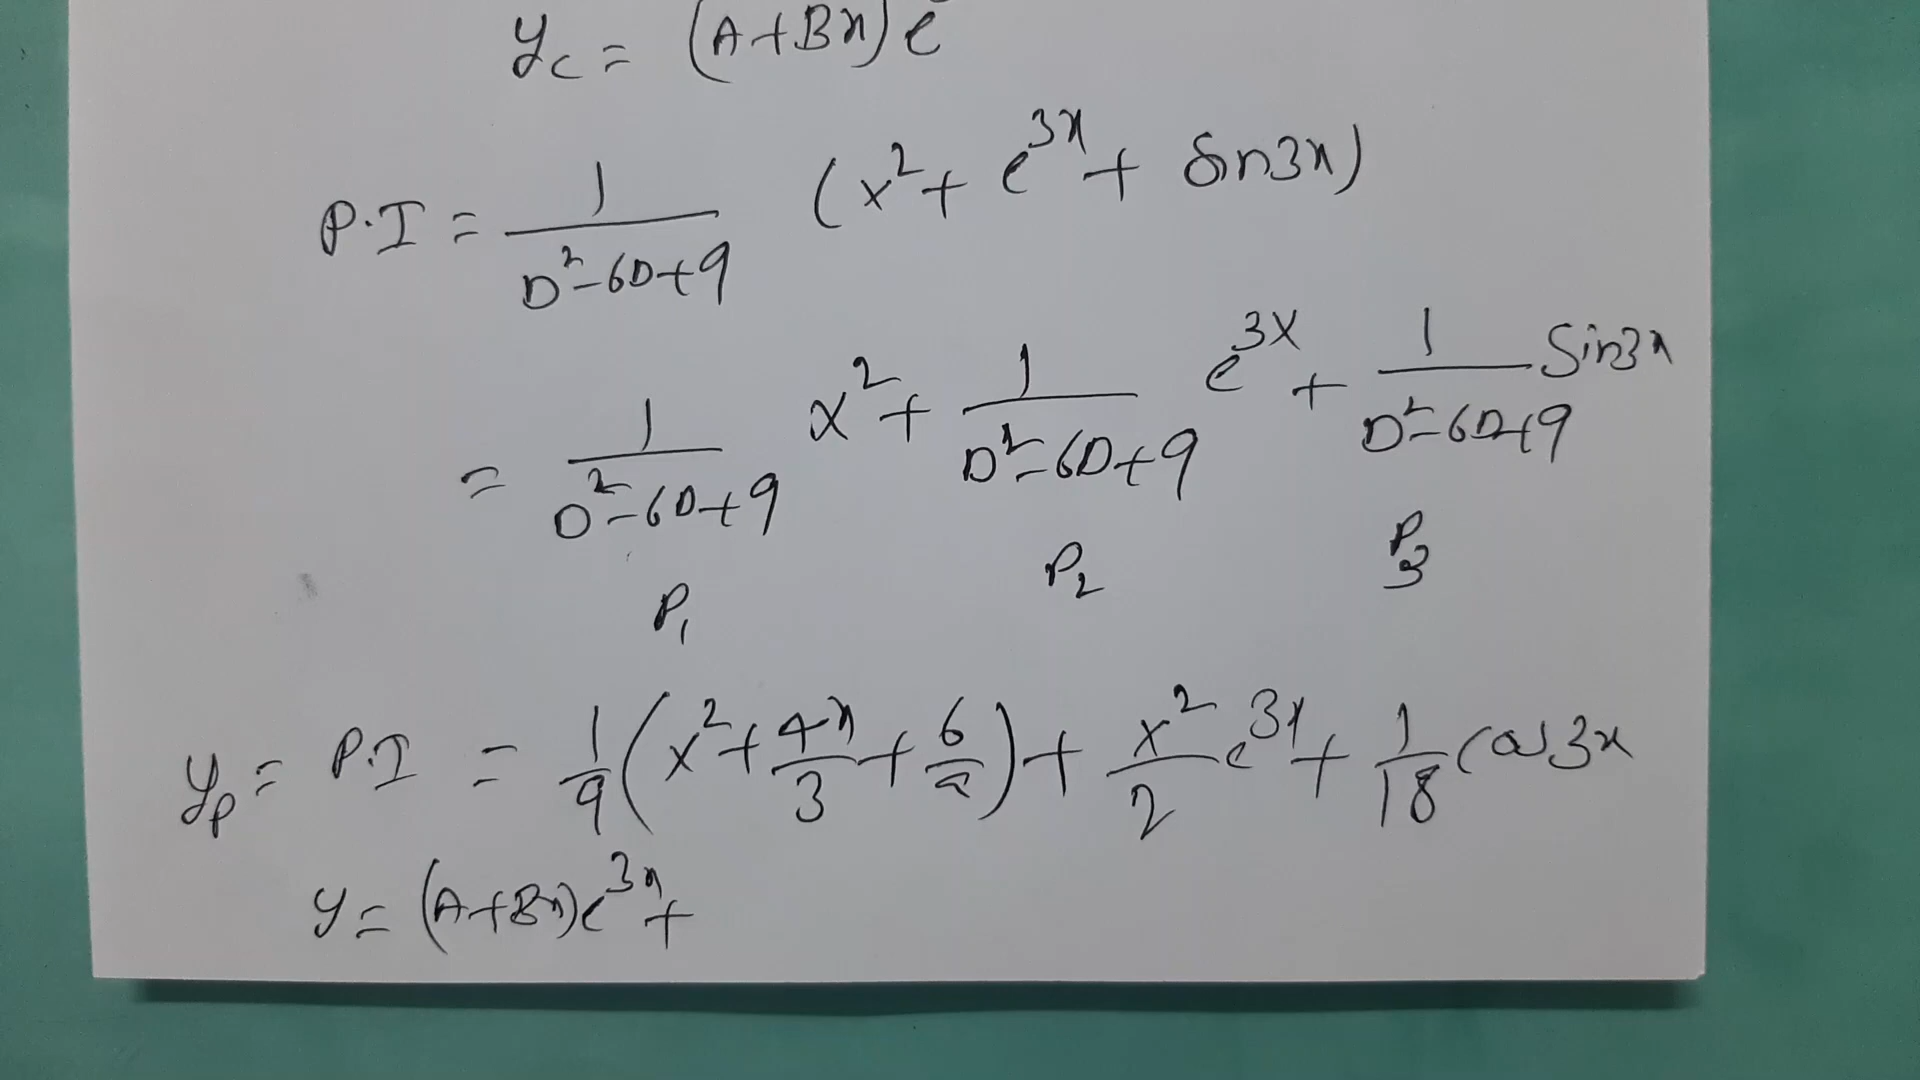 y_c = (A+Bx)e
P.I = 1/(D²-6D+9) (x² + e^{3x} + Sin3x)
= 1/(D²-6D+9) x² + 1/(D²-6D+9) e^{3x} + 1/(D²-6D+9) Sin3x
P₁ P₂ P₃
y_p = P.I = 1/9 (x² + 4x/3 + 6/9) + x²/2 e^{3x} + 1/18 Cos3x
y = (A+Bx)e^{3x} +